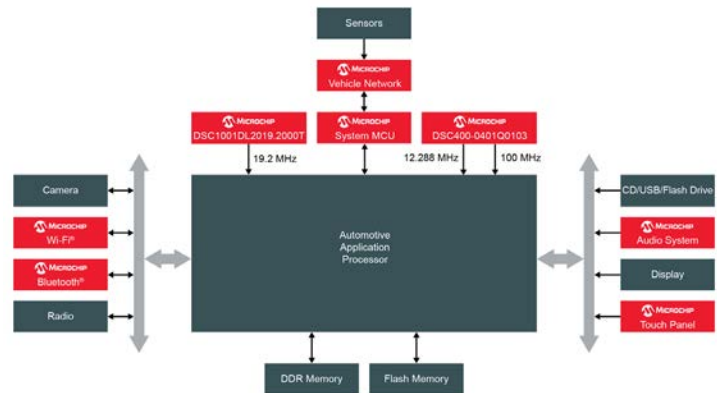 Sensors
MICROCHIP
Vehicle Network
MICROCHIP
DSC1001DL2019.2000T
MICROCHIP
System MCU
MICROCHIP
DSC400-0401Q0103
19.2 MHz
12.288 MHz
100 MHz
Camera
MICROCHIP
Wi-Fi®
MICROCHIP
Bluetooth®
Radio
Automotive
Application
Processor
CD/USB/Flash Drive
MICROCHIP
Audio System
Display
MICROCHIP
Touch Panel
DDR Memory
Flash Memory